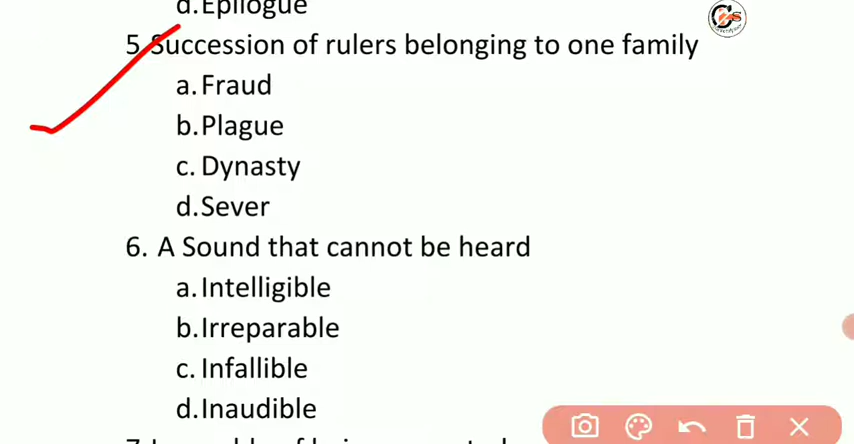 d.Epilogue
5 Succession of rulers belonging to one family
a.Fraud
b.Plague
c. Dynasty
d.Sever
6. A Sound that cannot be heard
a.Intelligible
b.Irreparable
c. Infallible
d.Inaudible